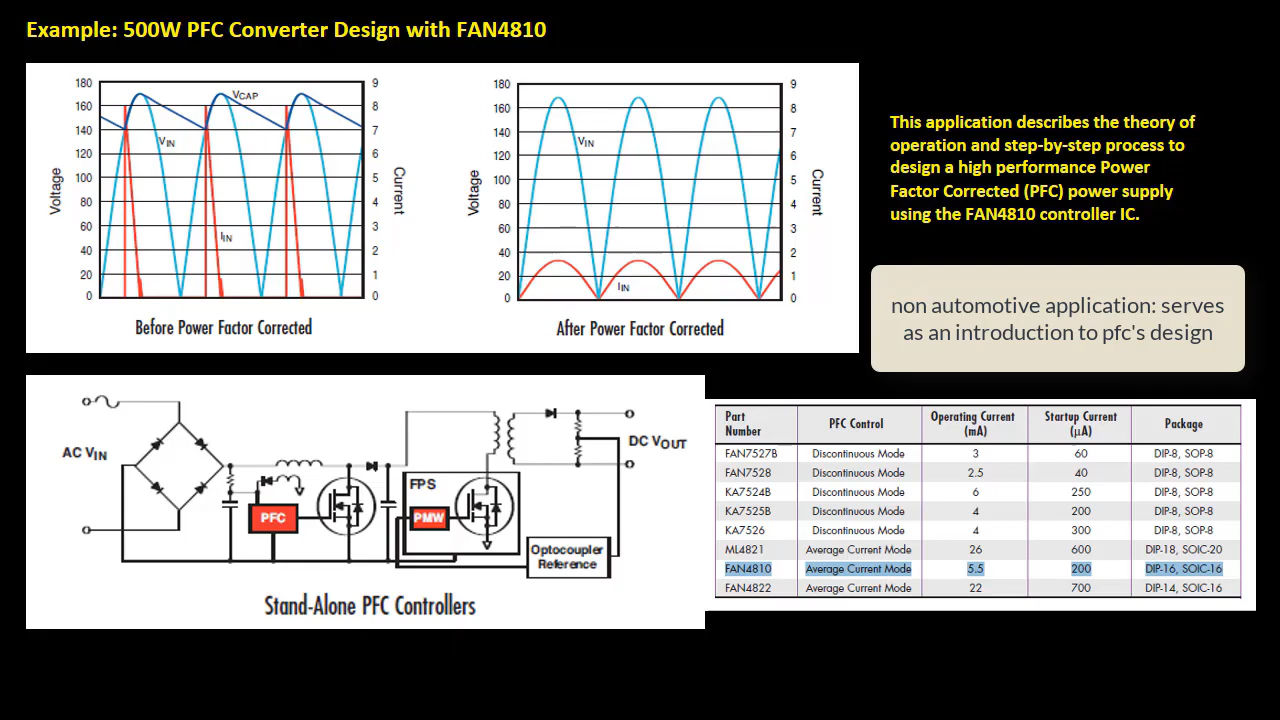 Example: 500W PFC Converter Design with FAN4810
180
160
140
120
100
80
60
40
20
0
Voltage
VCAP
VIN
IIN
9
8
7
6
5
4
3
2
1
0
Current
Before Power Factor Corrected
180
160
140
120
100
80
60
40
20
0
Voltage
VIN
IIN
9
8
7
6
5
4
3
2
1
0
Current
After Power Factor Corrected
This application describes the theory of
operation and step-by-step process to
design a high performance Power
Factor Corrected (PFC) power supply
using the FAN4810 controller IC.
non automotive application: serves
as an introduction to pfc's design
AC VIN
PFC
FPS
PMW
Optocoupler
Reference
DC VOUT
Stand-Alone PFC Controllers
Part Number PFC Control Operating Current (mA) Startup Current (µA) Package
FAN7527B Discontinuous Mode 3 60 DIP-8, SOP-8
FAN7528 Discontinuous Mode 2.5 40 DIP-8, SOP-8
KA7524B Discontinuous Mode 6 250 DIP-8, SOP-8
KA7525B Discontinuous Mode 4 200 DIP-8, SOP-8
KA7526 Discontinuous Mode 4 300 DIP-8, SOP-8
ML4821 Average Current Mode 26 600 DIP-18, SOIC-20
FAN4810 Average Current Mode 5.5 200 DIP-16, SOIC-16
FAN4822 Average Current Mode 22 700 DIP-14, SOIC-16